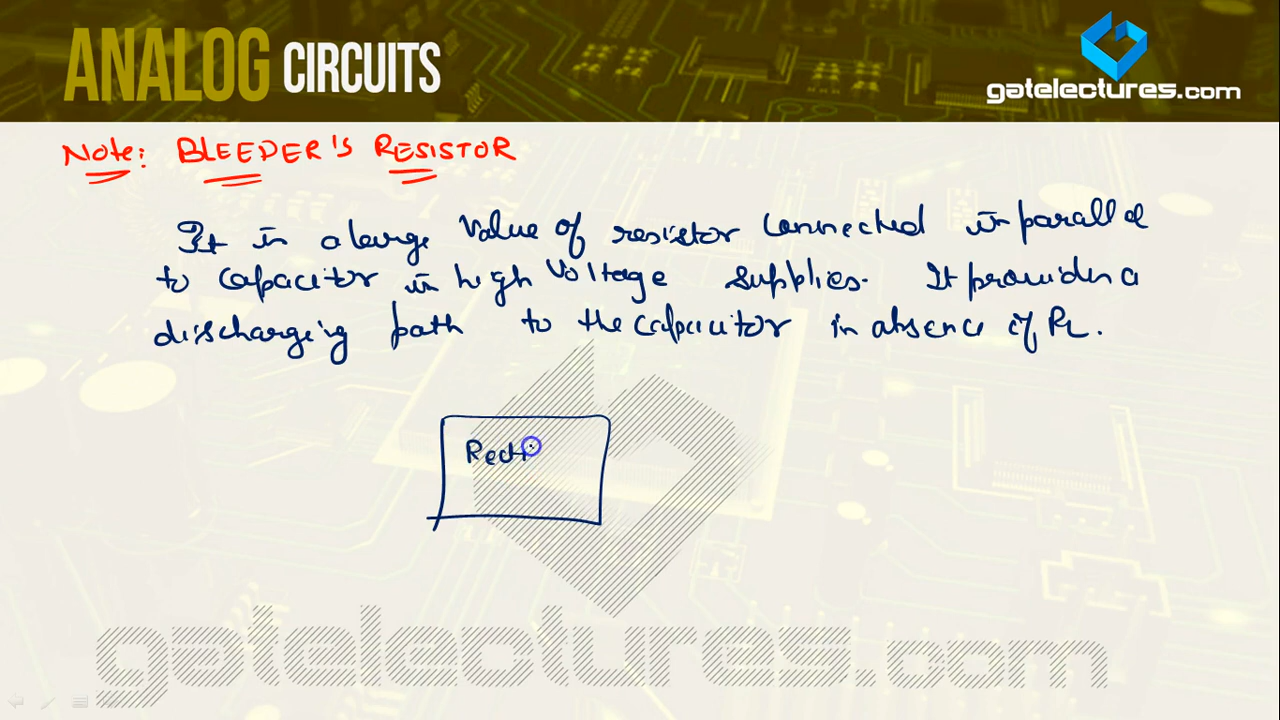 ANALOG CIRCUITS
gatelectures.com
Note: BLEEDER'S RESISTOR
It is a large value of resistor connected in parallel
to capacitor in high voltage supplies. It provides a
discharging path to the capacitor in absence of RL.
Recti
gatelectures.com